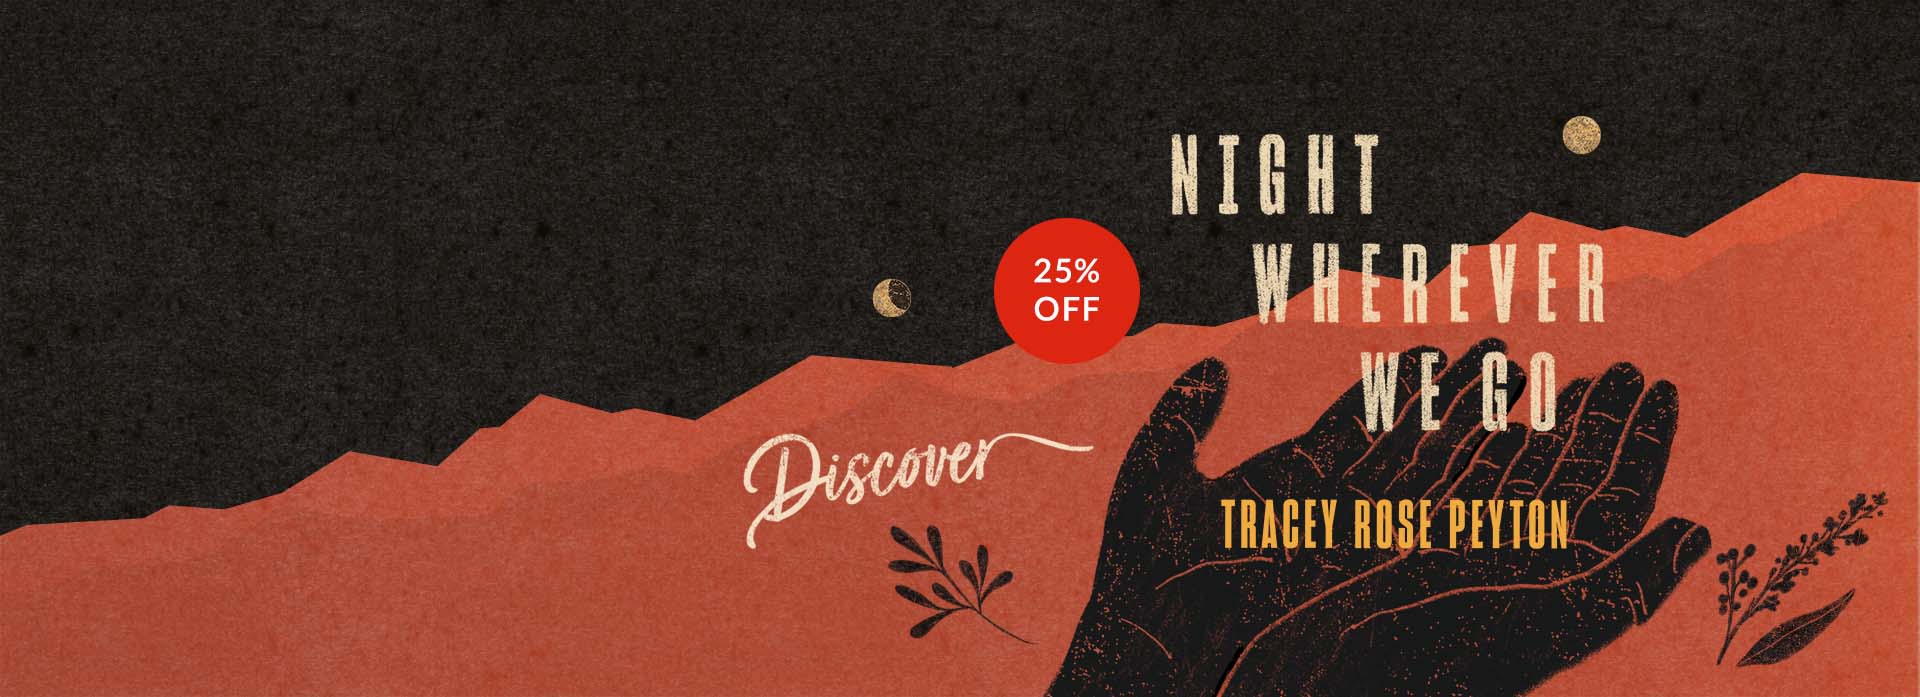 NIGHT
WHEREVER
WE GO
25%
OFF
Discover
TRACEY ROSE PEYTON